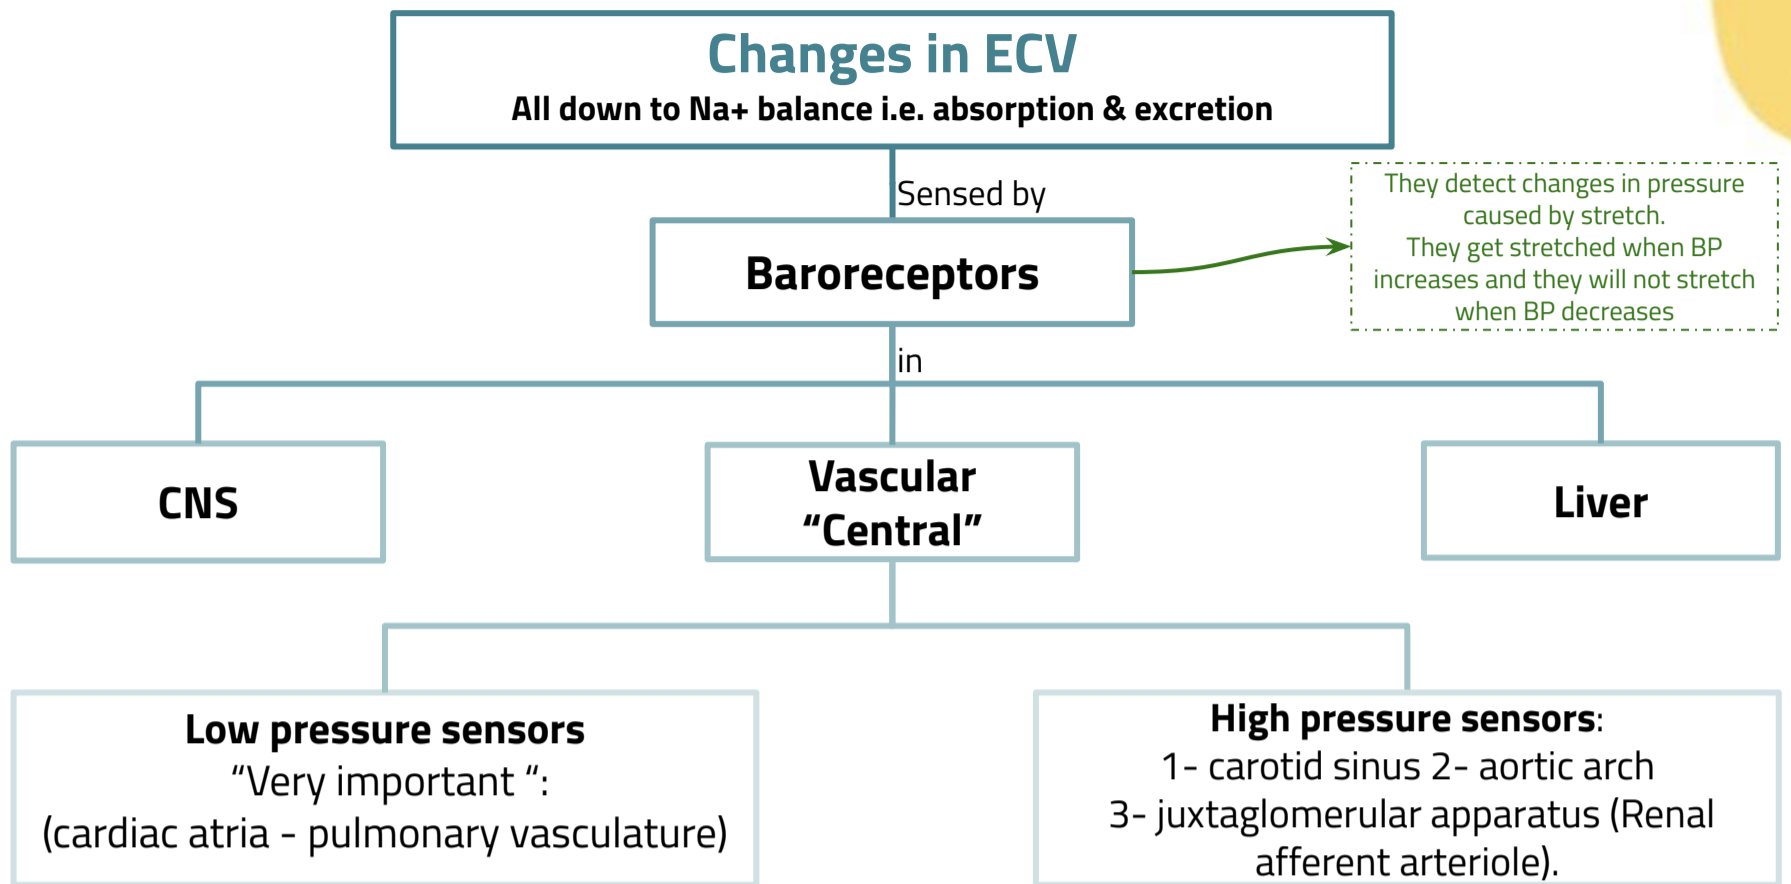 Changes in ECV
All down to Na+ balance i.e. absorption & excretion
Sensed by
They detect changes in pressure
caused by stretch.
They get stretched when BP
increases and they will not stretch
when BP decreases
Baroreceptors
in
CNS
Vascular
“Central”
Liver
Low pressure sensors
“Very important “:
(cardiac atria - pulmonary vasculature)
High pressure sensors:
1- carotid sinus 2- aortic arch
3- juxtaglomerular apparatus (Renal
afferent arteriole).